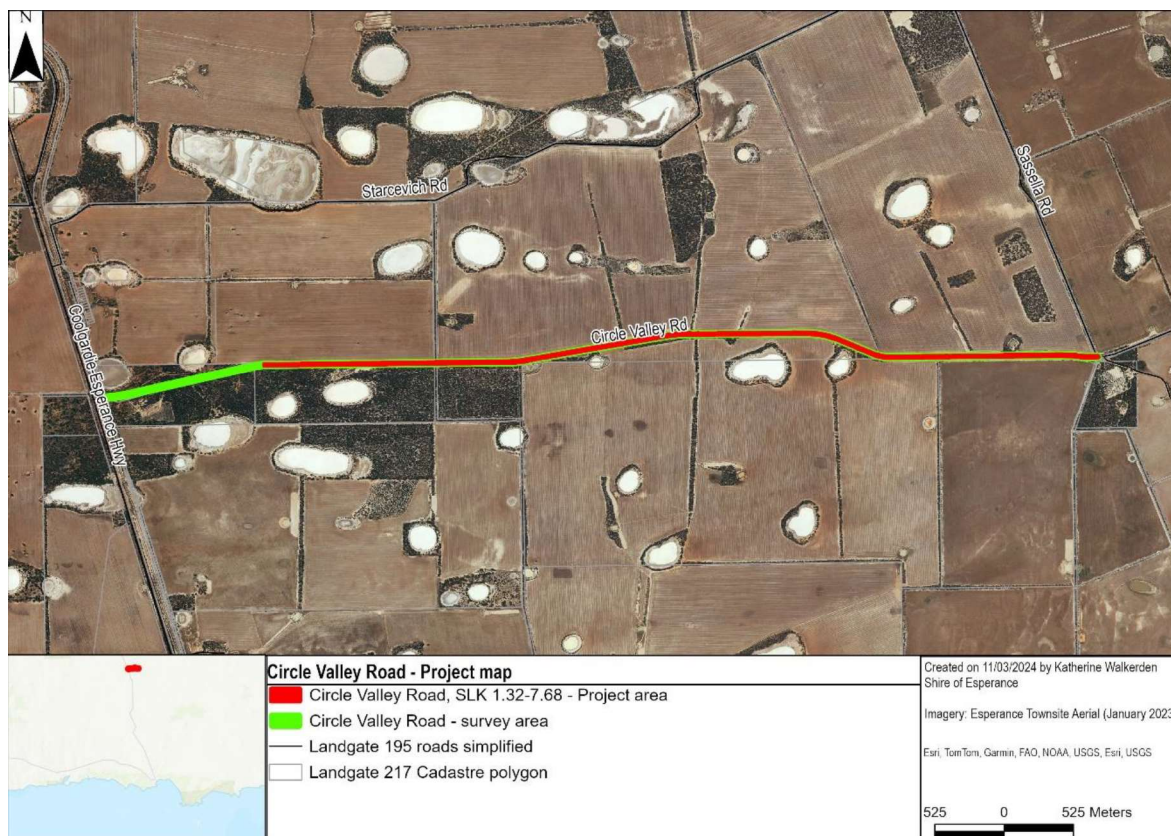 N
Starcevich Rd
Sassella Rd
Circle Valley Rd
Coolgardie Esperance Hwy
Circle Valley Road - Project map
Circle Valley Road, SLK 1.32-7.68 - Project area
Circle Valley Road - survey area
Landgate 195 roads simplified
Landgate 217 Cadastre polygon
Created on 11/03/2024 by Katherine Walkerden
Shire of Esperance
Imagery: Esperance Townsite Aerial (January 2023
Esri, TomTom, Garmin, FAO, NOAA, USGS, Esri, USGS
525 0 525 Meters